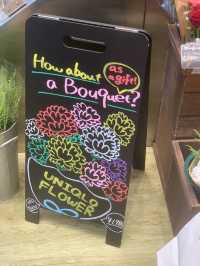 How about
as
a gift!
a Bouquet?
UNIQLO
FLOWER